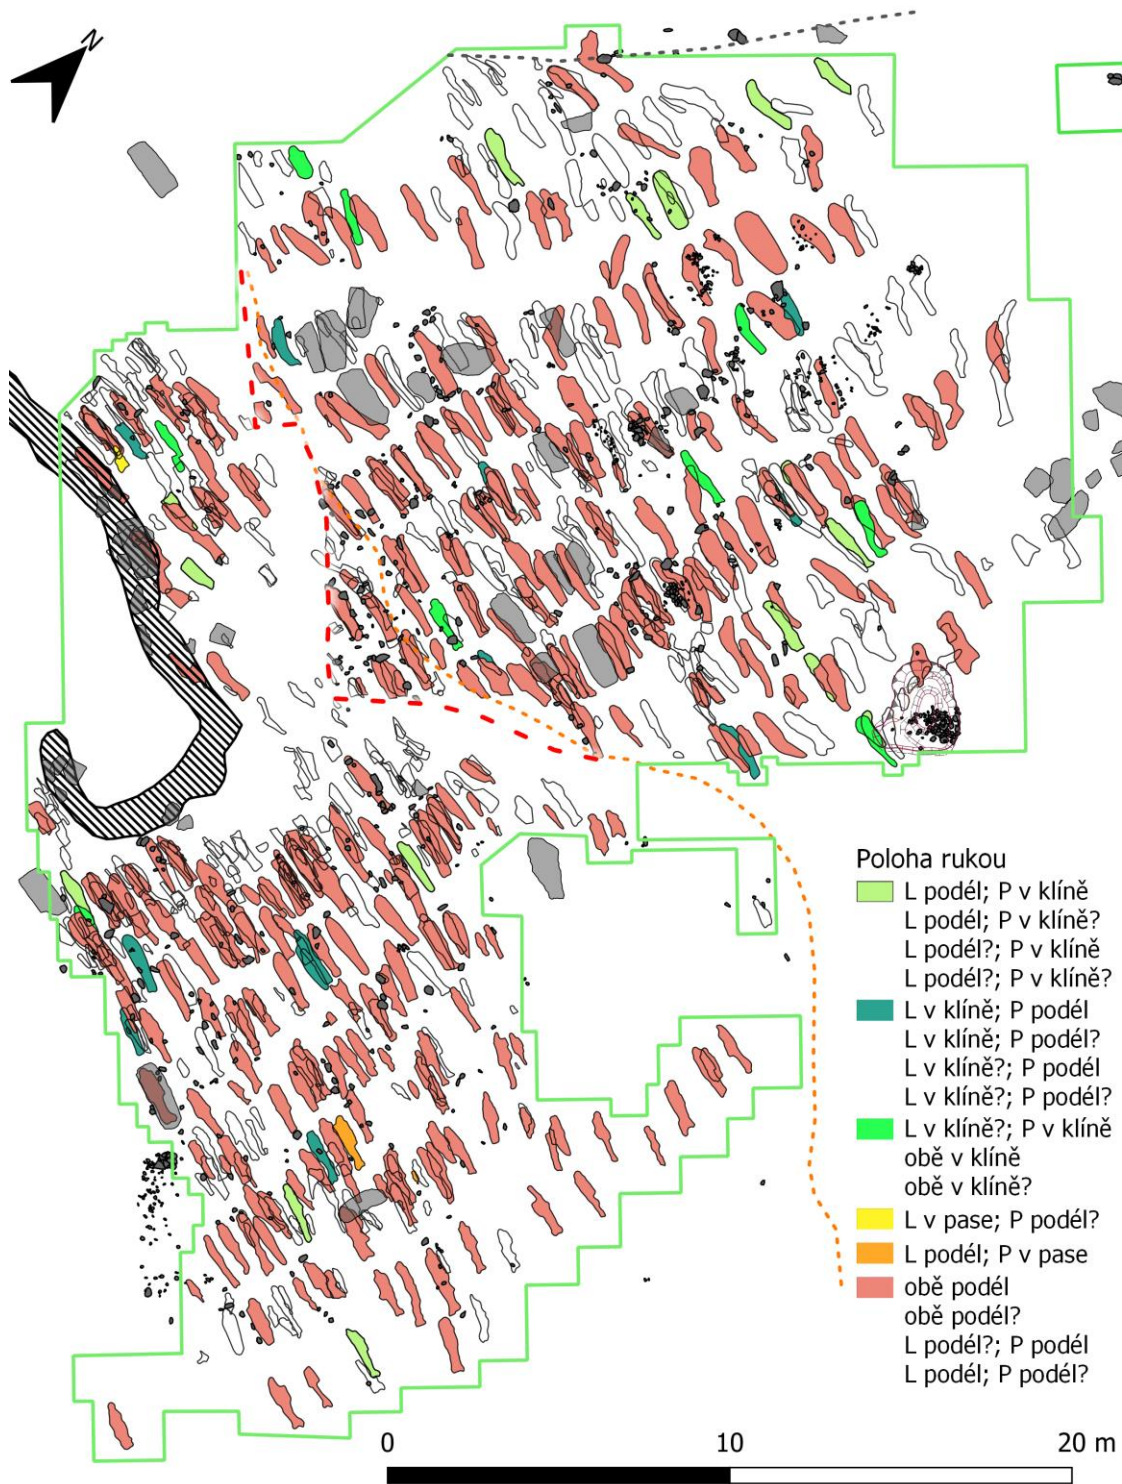 N
Poloha rukou
L podél; P v klíně
L podél; P v klíně?
L podél?; P v klíně
L podél?; P v klíně?
L v klíně; P podél
L v klíně; P podél?
L v klíně?; P podél
L v klíně?; P podél?
L v klíně?; P v klíně
obě v klíně
obě v klíně?
L v pase; P podél?
L podél; P v pase
obě podél
obě podél?
L podél?; P podél
L podél; P podél?
0 10 20 m